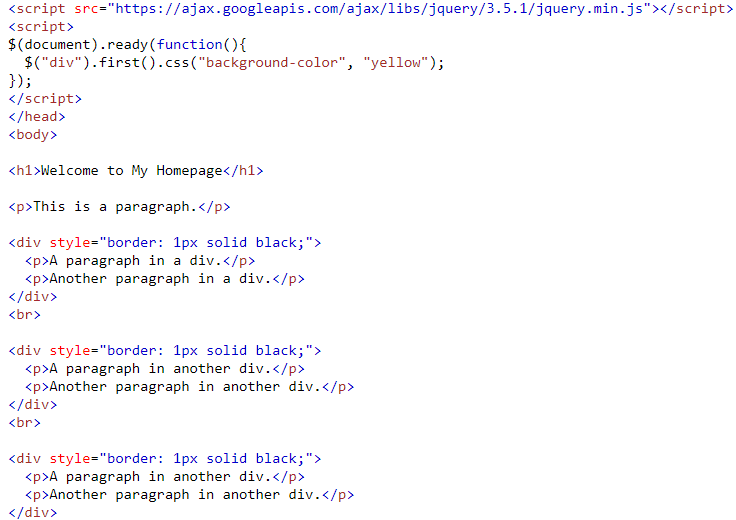 <script src="https://ajax.googleapis.com/ajax/libs/jquery/3.5.1/jquery.min.js"></script>
<script>
$(document).ready(function(){
  $("div").first().css("background-color", "yellow");
});
</script>
</head>
<body>

<h1>Welcome to My Homepage</h1>

<p>This is a paragraph.</p>

<div style="border: 1px solid black;">
  <p>A paragraph in a div.</p>
  <p>Another paragraph in a div.</p>
</div>
<br>

<div style="border: 1px solid black;">
  <p>A paragraph in another div.</p>
  <p>Another paragraph in another div.</p>
</div>
<br>

<div style="border: 1px solid black;">
  <p>A paragraph in another div.</p>
  <p>Another paragraph in another div.</p>
</div>